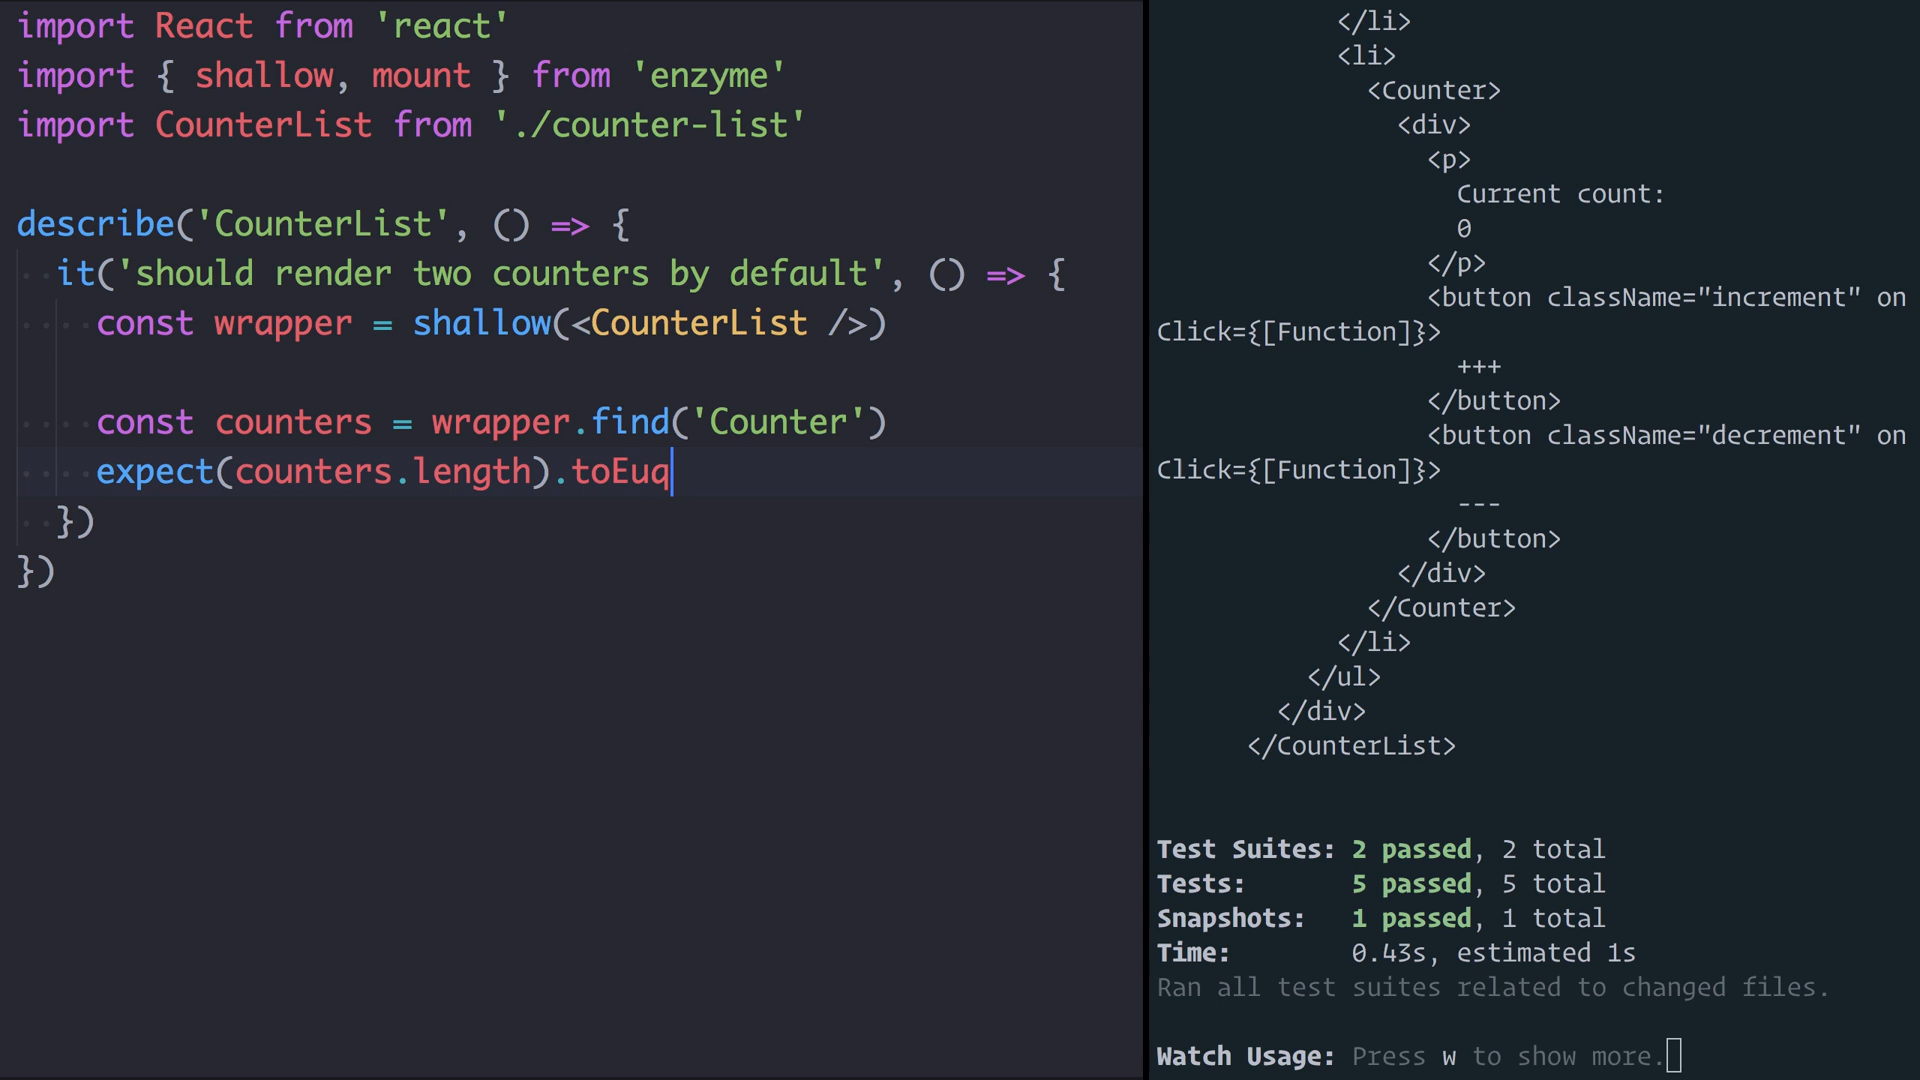 import React from 'react'
import { shallow, mount } from 'enzyme'
import CounterList from './counter-list'
describe('CounterList', () => {
it('should render two counters by default', () => {
const wrapper = shallow(<CounterList />)
const counters = wrapper.find('Counter')
expect(counters.length).toEuq
})
})
</li>
<li>
<Counter>
<div>
<p>
Current count:
0
</p>
<button className="increment" on
Click={[Function]}>
+++
</button>
<button className="decrement" on
Click={[Function]}>
---
</button>
</div>
</Counter>
</li>
</ul>
</div>
</CounterList>
Test Suites: 2 passed, 2 total
Tests: 5 passed, 5 total
Snapshots: 1 passed, 1 total
Time: 0.43s, estimated 1s
Ran all test suites related to changed files.
Watch Usage: Press w to show more.